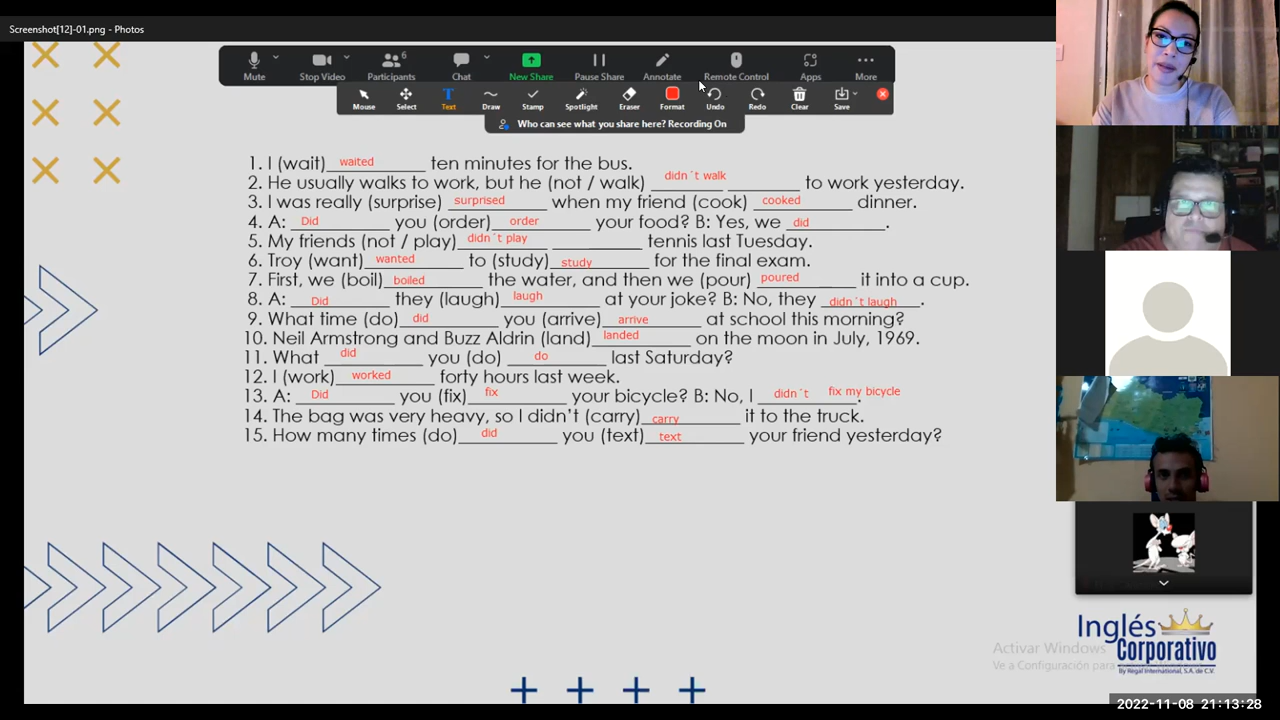 Screenshot[12]-01.png - Photos
6
Mute Stop Video Participants Chat New Share Pause Share Annotate Remote Control Apps More
Mouse Select Text Draw Stamp Spotlight Eraser Format Undo Redo Clear Save
Who can see what you share here? Recording On
1. I (wait) waited ten minutes for the bus.
2. He usually walks to work, but he (not / walk) didn´t walk to work yesterday.
3. I was really (surprise) surprised when my friend (cook) cooked dinner.
4. A: Did you (order) order your food? B: Yes, we did.
5. My friends (not / play) didn´t play tennis last Tuesday.
6. Troy (want) wanted to (study) study for the final exam.
7. First, we (boil) boiled the water, and then we (pour) poured it into a cup.
8. A: Did they (laugh) laugh at your joke? B: No, they didn´t laugh.
9. What time (do) did you (arrive) arrive at school this morning?
10. Neil Armstrong and Buzz Aldrin (land) landed on the moon in July, 1969.
11. What did you (do) do last Saturday?
12. I (work) worked forty hours last week.
13. A: Did you (fix) fix your bicycle? B: No, I didn´t fix my bicycle.
14. The bag was very heavy, so I didn’t (carry) carry it to the truck.
15. How many times (do) did you (text) text your friend yesterday?
Inglés
Corporativo
By Regal International, S.A. de C.V.
Activar Windows
Ve a Configuración para
2022-11-08 21:13:28